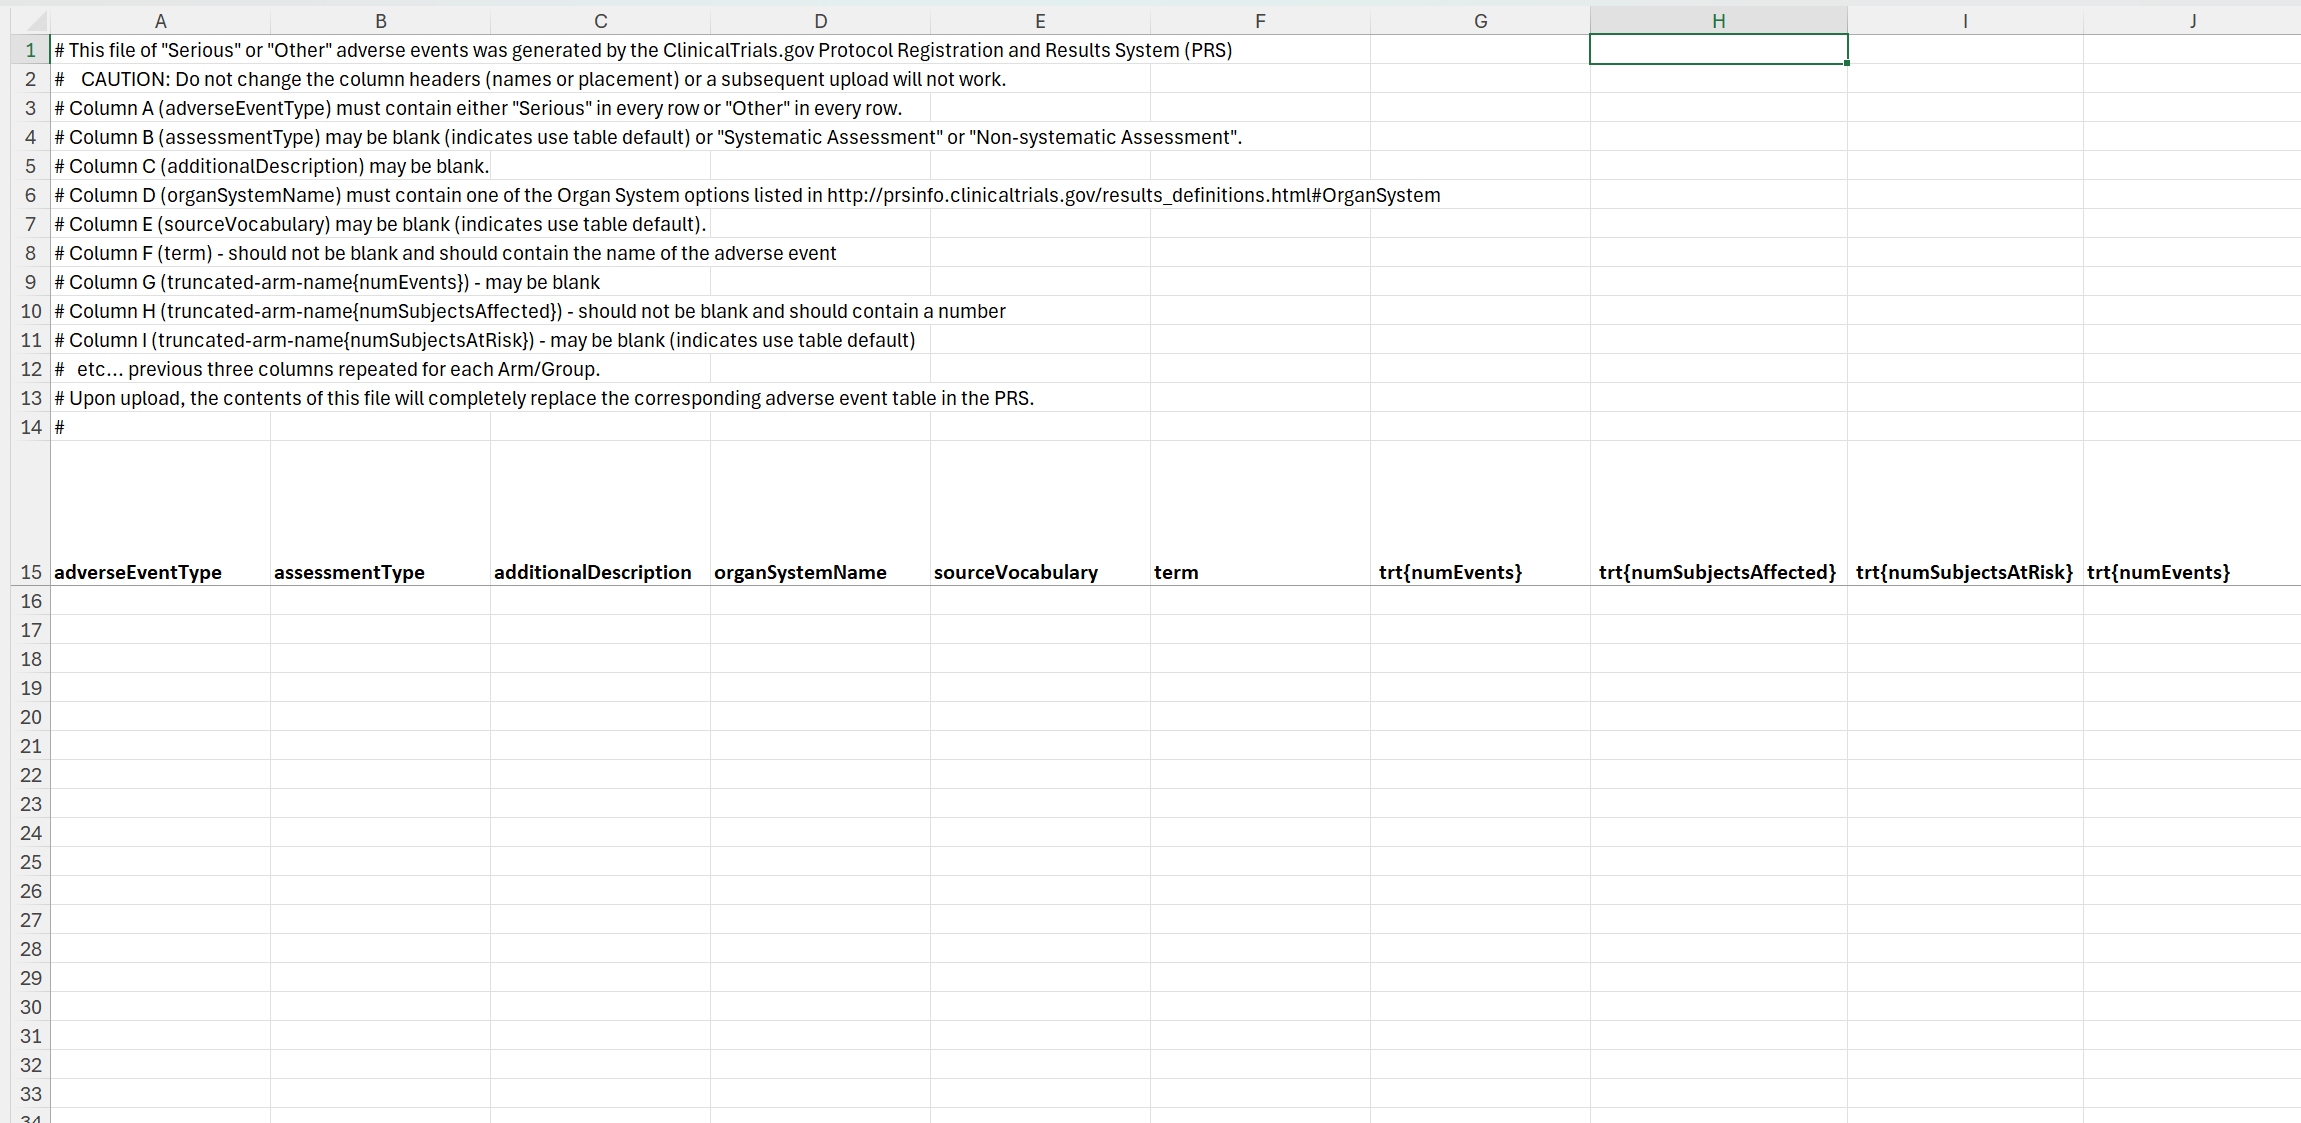 A B C D E F G H I J
1 # This file of "Serious" or "Other" adverse events was generated by the ClinicalTrials.gov Protocol Registration and Results System (PRS)
2 #   CAUTION: Do not change the column headers (names or placement) or a subsequent upload will not work.
3 # Column A (adverseEventType) must contain either "Serious" in every row or "Other" in every row.
4 # Column B (assessmentType) may be blank (indicates use table default) or "Systematic Assessment" or "Non-systematic Assessment".
5 # Column C (additionalDescription) may be blank.
6 # Column D (organSystemName) must contain one of the Organ System options listed in http://prsinfo.clinicaltrials.gov/results_definitions.html#OrganSystem
7 # Column E (sourceVocabulary) may be blank (indicates use table default).
8 # Column F (term) - should not be blank and should contain the name of the adverse event
9 # Column G (truncated-arm-name{numEvents}) - may be blank
10 # Column H (truncated-arm-name{numSubjectsAffected}) - should not be blank and should contain a number
11 # Column I (truncated-arm-name{numSubjectsAtRisk}) - may be blank (indicates use table default)
12 #   etc... previous three columns repeated for each Arm/Group.
13 # Upon upload, the contents of this file will completely replace the corresponding adverse event table in the PRS.
14 #
15 adverseEventType assessmentType additionalDescription organSystemName sourceVocabulary term trt{numEvents} trt{numSubjectsAffected} trt{numSubjectsAtRisk} trt{numEvents}
16
17
18
19
20
21
22
23
24
25
26
27
28
29
30
31
32
33
34